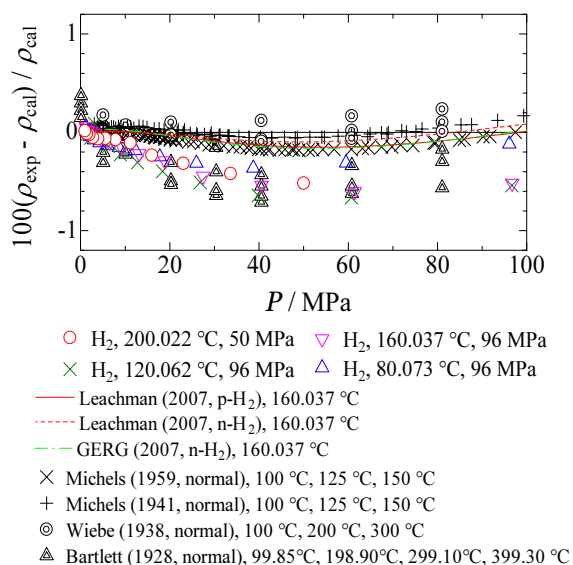 1
0
-1
100(ρexp - ρcal) / ρcal
0 20 40 60 80 100
P / MPa
H2, 200.022 ℃, 50 MPa
H2, 160.037 ℃, 96 MPa
H2, 120.062 ℃, 96 MPa
H2, 80.073 ℃, 96 MPa
Leachman (2007, p-H2), 160.037 ℃
Leachman (2007, n-H2), 160.037 ℃
GERG (2007, n-H2), 160.037 ℃
Michels (1959, normal), 100 ℃, 125 ℃, 150 ℃
Michels (1941, normal), 100 ℃, 125 ℃, 150 ℃
Wiebe (1938, normal), 100 ℃, 200 ℃, 300 ℃
Bartlett (1928, normal), 99.85℃, 198.90℃, 299.10℃, 399.30 ℃